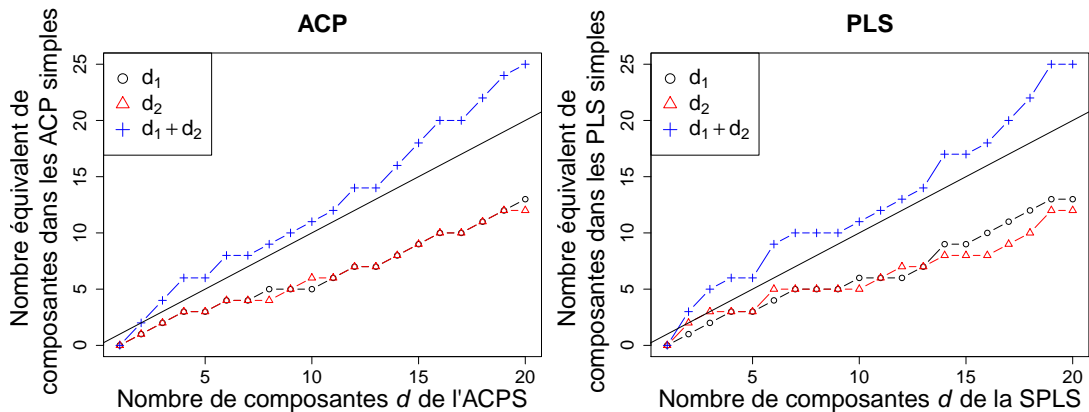 ACP
Nombre équivalent de
composantes dans les ACP simples
0
5
10
15
20
25
d1
d2
d1 + d2
5
10
15
20
Nombre de composantes d de l'ACPS
PLS
Nombre équivalent de
composantes dans les PLS simples
0
5
10
15
20
25
d1
d2
d1 + d2
5
10
15
20
Nombre de composantes d de la SPLS